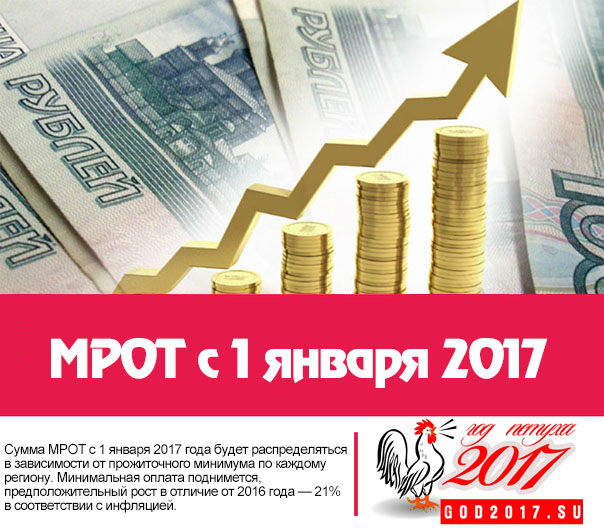 РУБЛЕЙ
МРОТ с 1 января 2017
Сумма МРОТ с 1 января 2017 года будет распределяться
в зависимости от прожиточного минимума по каждому
региону. Минимальная оплата поднимется,
предположительный рост в отличие от 2016 года — 21%
в соответствии с инфляцией.
год петуха
2017
GOD2017.SU